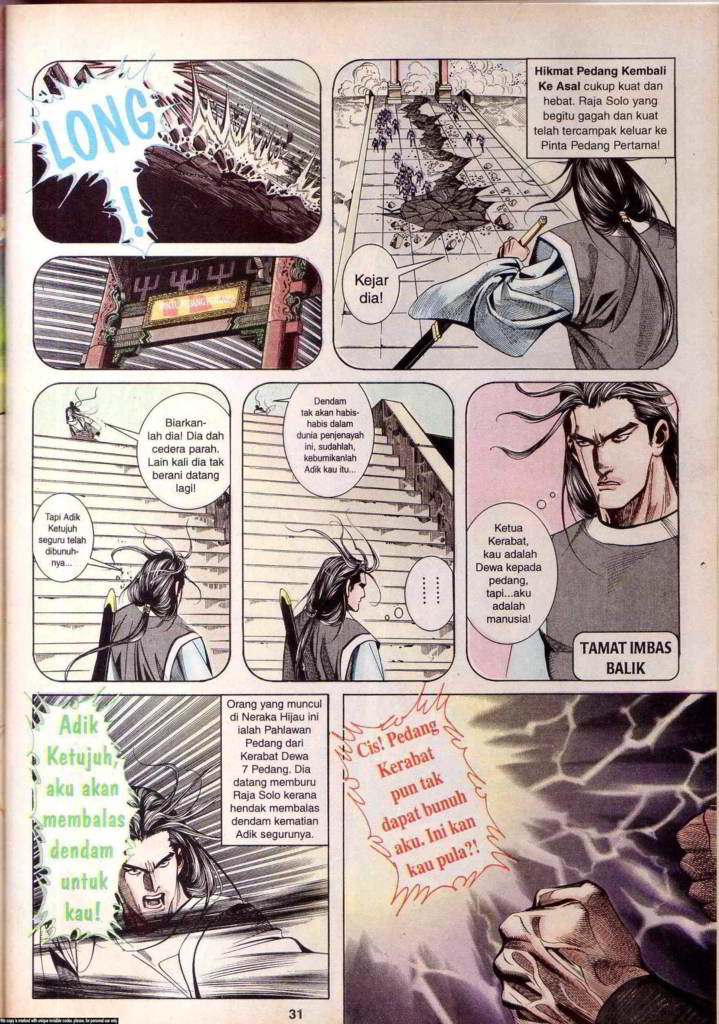 LONG
!
Hikmat Pedang Kembali
Ke Asal cukup kuat dan
hebat. Raja Solo yang
begitu gagah dan kuat
telah tercampak keluar ke
Pinta Pedang Pertama!
Kejar
dia!
Biarkan-
lah dia! Dia dah
cedera parah.
Lain kali dia tak
berani datang
lagi!
Tapi Adik
Ketujuh
seguru telah
dibunuh-
nya...
Dendam
tak akan habis-
habis dalam
dunia penjenayah
ini, sudahlah,
kebumikanlah
Adik kau itu...
Ketua
Kerabat,
kau adalah
Dewa kepada
pedang,
tapi...aku
adalah
manusia!
TAMAT IMBAS
BALIK
Adik
Ketujuh,
aku akan
membalas
dendam
untuk
kau!
Orang yang muncul
di Neraka Hijau ini
ialah Pahlawan
Pedang dari
Kerabat Dewa
7 Pedang. Dia
datang memburu
Raja Solo kerana
hendak membalas
dendam kematian
Adik segurunya.
Cis! Pedang
Kerabat
pun tak
dapat bunuh
aku. Ini kan
kau pula?!
31